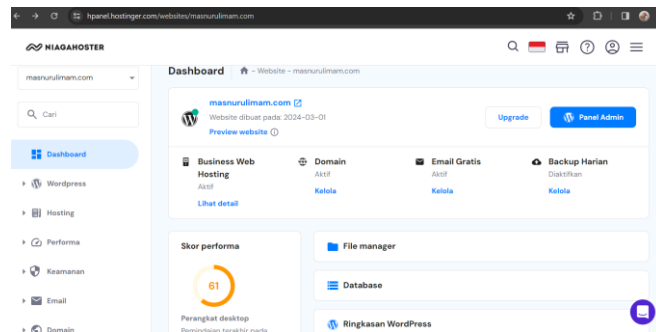 hpanel.hostinger.com/websites/masnurulimam.com
NIAGAHOSTER
masnurulimam.com
Cari
Dashboard
Wordpress
Hosting
Performa
Keamanan
Email
Domain
Dashboard - Website - masnurulimam.com
masnurulimam.com
Website dibuat pada: 2024-03-01
Preview website
Upgrade
Panel Admin
Business Web Hosting
Aktif
Lihat detail
Domain
Aktif
Kelola
Email Gratis
Aktif
Kelola
Backup Harian
Diaktifkan
Kelola
Skor performa
61
Perangkat desktop
Pemindaian terakhir pada
File manager
Database
Ringkasan WordPress